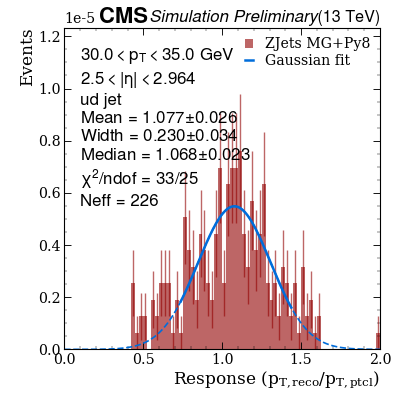 1e-5 CMS Simulation Preliminary (13 TeV)
Events
1.2
1.0
0.8
0.6
0.4
0.2
0.0
30.0 < p_T < 35.0 GeV
2.5 < |η| < 2.964
ud jet
Mean = 1.077±0.026
Width = 0.230±0.034
Median = 1.068±0.023
χ²/ndof = 33/25
Neff = 226
ZJets MG+Py8
Gaussian fit
0.0 0.5 1.0 1.5 2.0
Response (p_T,reco/p_T,ptcl)